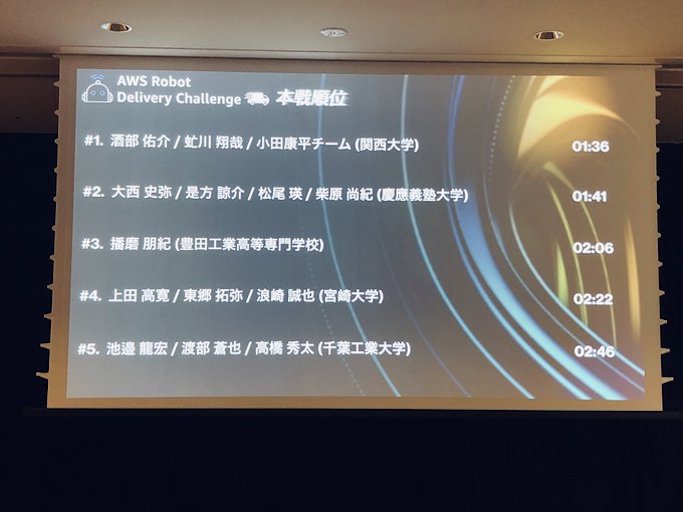 AWS Robot
Delivery Challenge 本戦順位
#1. 酒部 佑介 / 虻川 翔哉 / 小田康平チーム (関西大学) 01:36
#2. 大西 史弥 / 是方 諒介 / 松尾 瑛 / 柴原 尚紀 (慶應義塾大学) 01:41
#3. 播磨 朋紀 (豊田工業高等専門学校) 02:06
#4. 上田 高寛 / 東郷 拓弥 / 浪崎 誠也 (宮崎大学) 02:22
#5. 池邉 龍宏 / 渡部 蒼也 / 高橋 秀太 (千葉工業大学) 02:46